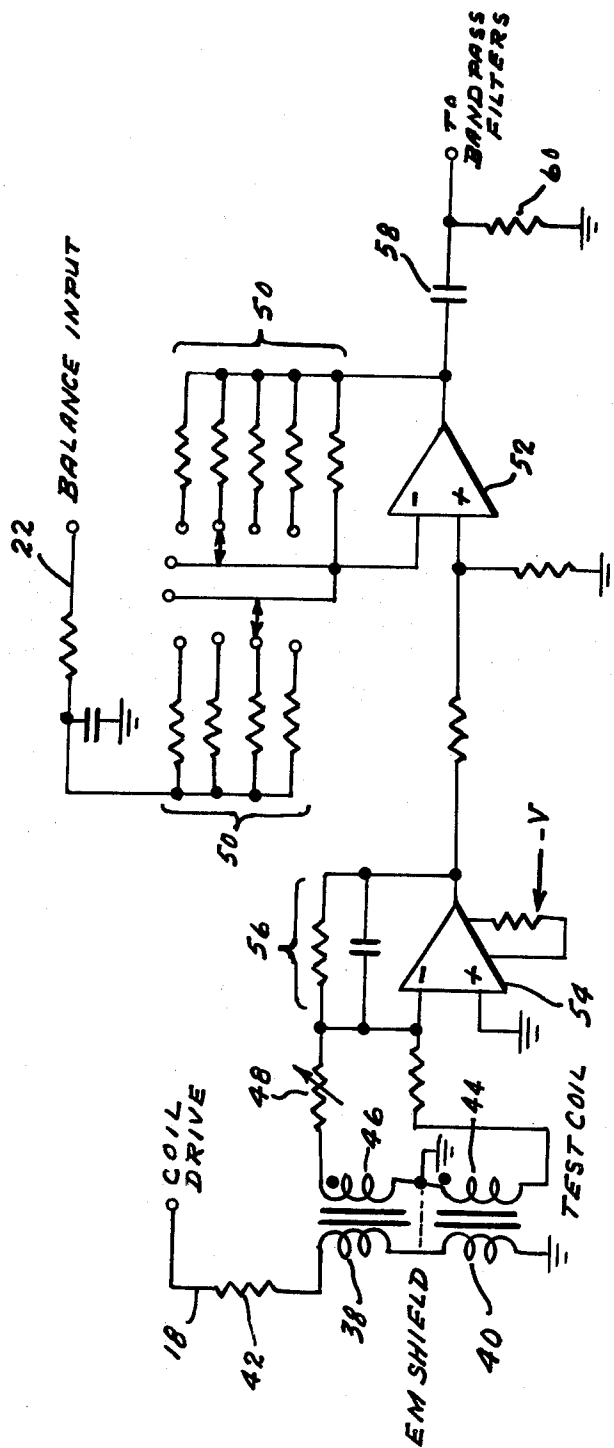 18
COIL
DRIVE
42
38
46
48
EM SHIELD
40
44
TEST COIL
56
-
+
54
-V
22
BALANCE INPUT
50
50
-
+
52
58
TO
BANDPASS
FILTERS
60